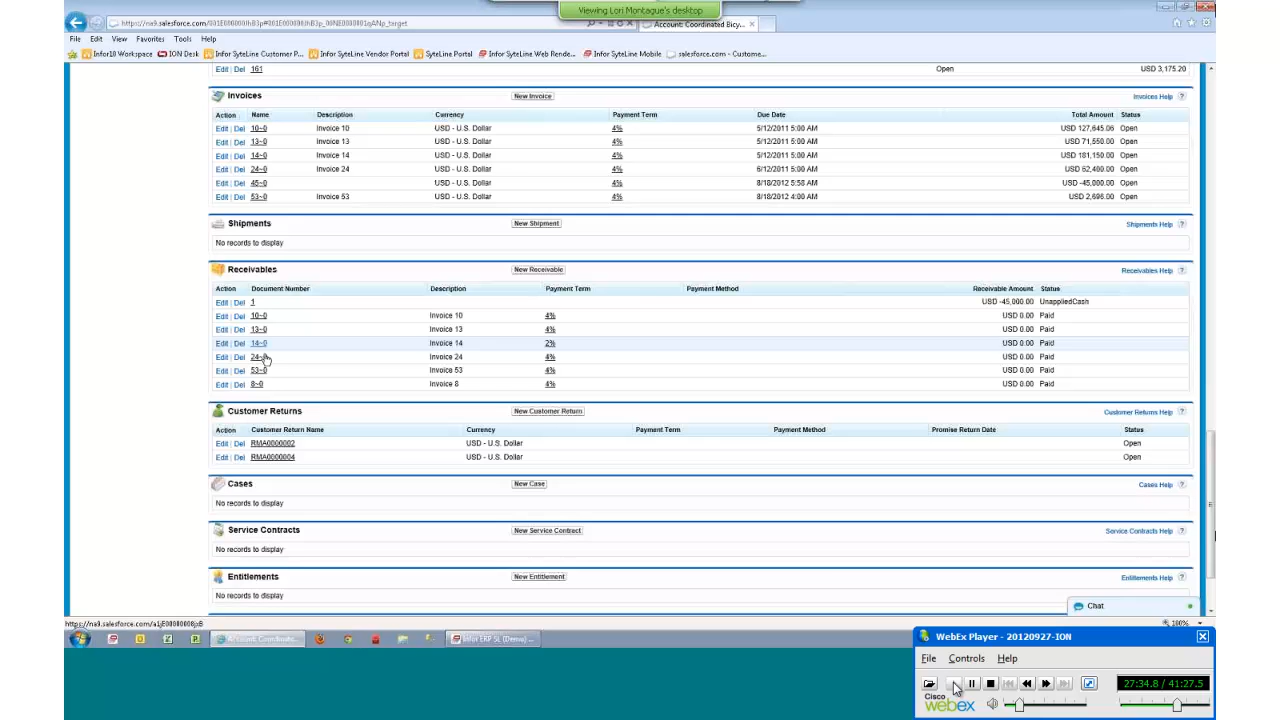 Viewing Lori Montague's desktop
Account: Coordinated Bicy...
File Edit View Favorites Tools Help
Infor10 Workspace ION Desk Infor SyteLine Customer P... Infor SyteLine Vendor Portal SyteLine Portal Infor SyteLine Web Rende... Infor SyteLine Mobile salesforce.com - Custome...
Edit | Del 161 Open USD 3,175.20
Invoices New Invoice Invoices Help ?
Action Name Description Currency Payment Term Due Date Total Amount Status
Edit | Del 10~0 Invoice 10 USD - U.S. Dollar 4% 5/12/2011 5:00 AM USD 127,645.06 Open
Edit | Del 13~0 Invoice 13 USD - U.S. Dollar 4% 5/12/2011 5:00 AM USD 71,550.00 Open
Edit | Del 14~0 Invoice 14 USD - U.S. Dollar 4% 5/12/2011 5:00 AM USD 181,150.00 Open
Edit | Del 24~0 Invoice 24 USD - U.S. Dollar 4% 6/12/2011 5:00 AM USD 62,400.00 Open
Edit | Del 45~0 USD - U.S. Dollar 4% 8/18/2012 5:58 AM USD -45,000.00 Open
Edit | Del 53~0 Invoice 53 USD - U.S. Dollar 4% 8/18/2012 4:00 AM USD 2,696.00 Open
Shipments New Shipment Shipments Help ?
No records to display
Receivables New Receivable Receivables Help ?
Action Document Number Description Payment Term Payment Method Receivable Amount Status
Edit | Del 1 USD -45,000.00 UnappliedCash
Edit | Del 10~0 Invoice 10 4% USD 0.00 Paid
Edit | Del 13~0 Invoice 13 4% USD 0.00 Paid
Edit | Del 14~0 Invoice 14 2% USD 0.00 Paid
Edit | Del 24~0 Invoice 24 4% USD 0.00 Paid
Edit | Del 53~0 Invoice 53 4% USD 0.00 Paid
Edit | Del 8~0 Invoice 8 4% USD 0.00 Paid
Customer Returns New Customer Return Customer Returns Help ?
Action Customer Return Name Currency Payment Term Payment Method Promise Return Date Status
Edit | Del RMA0000002 USD - U.S. Dollar Open
Edit | Del RMA0000004 USD - U.S. Dollar Open
Cases New Case Cases Help ?
No records to display
Service Contracts New Service Contract Service Contracts Help ?
No records to display
Entitlements New Entitlement Entitlements Help ?
No records to display
Chat
100%
Account: Coordinate... Infor ERP SL (Demo) ...
WebEx Player - 20120927-ION
File Controls Help
27:34.8 / 41:27.5
Cisco
webex